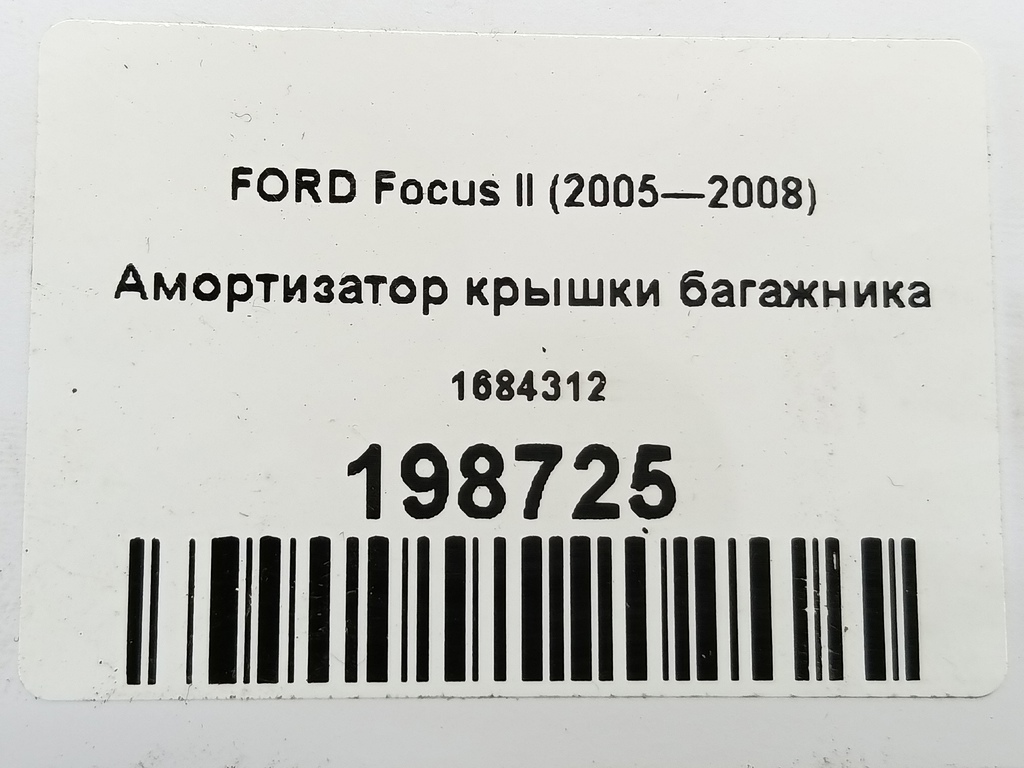 FORD Focus II (2005—2008)
Амортизатор крышки багажника
1684312
198725